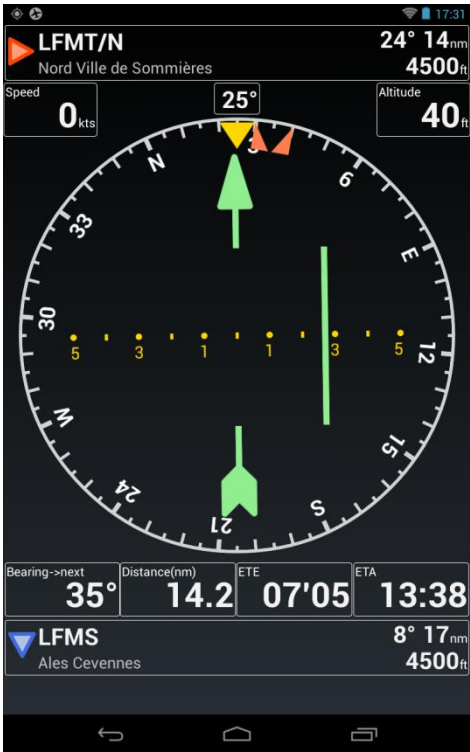 17:31
LFMT/N
24° 14nm
Nord Ville de Sommières
4500ft
Speed
0kts
25°
Altitude
40ft
N
3
6
E
12
15
S
21
24
W
30
33
5 3 1 1 3 5
Bearing->next
35°
Distance(nm)
14.2
ETE
07'05
ETA
13:38
LFMS
8° 17nm
Ales Cevennes
4500ft